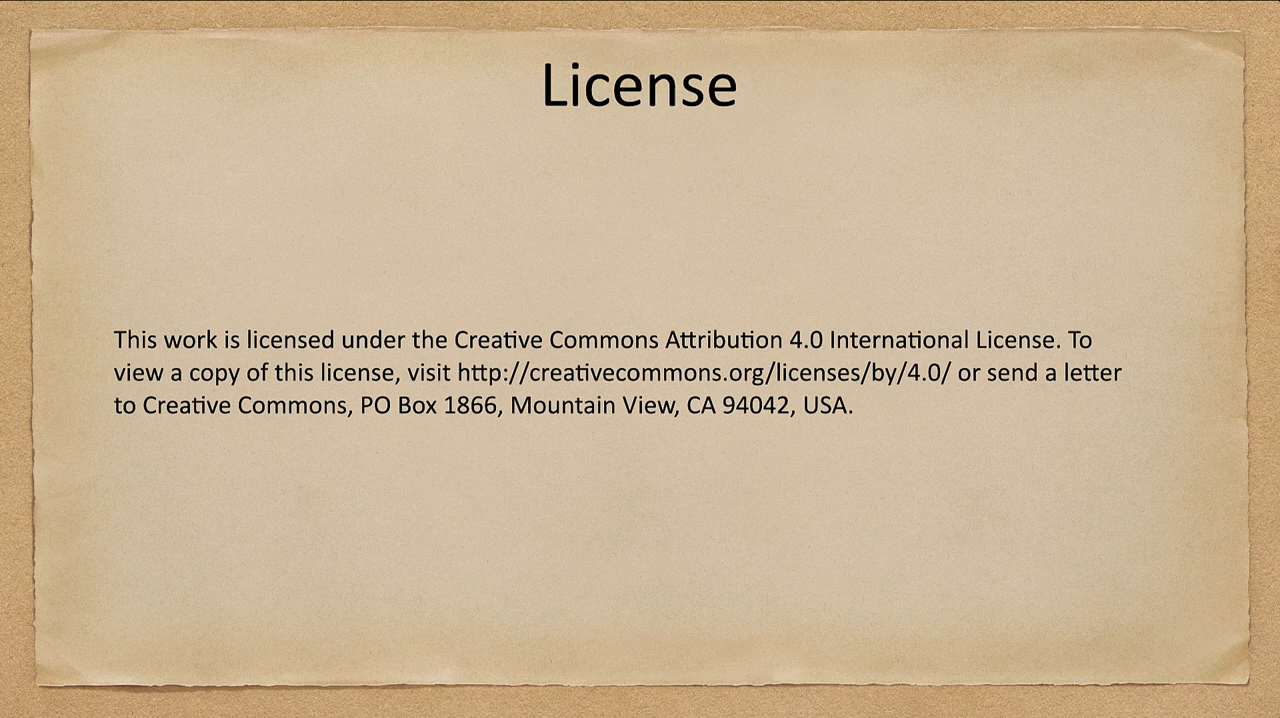 License
This work is licensed under the Creative Commons Attribution 4.0 International License. To
view a copy of this license, visit http://creativecommons.org/licenses/by/4.0/ or send a letter
to Creative Commons, PO Box 1866, Mountain View, CA 94042, USA.